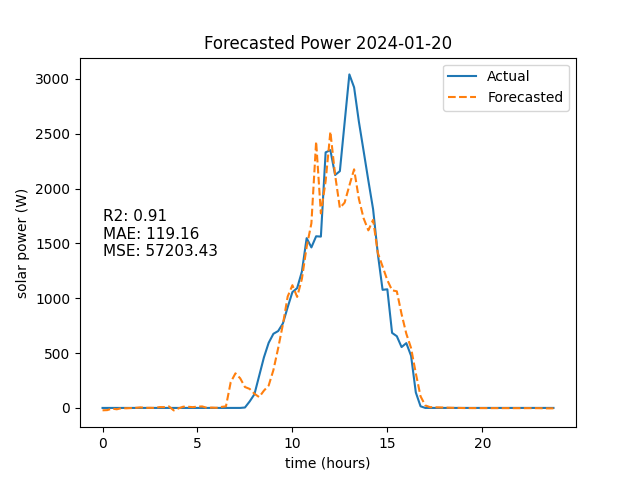 Forecasted Power 2024-01-20
Actual
Forecasted
R2: 0.91
MAE: 119.16
MSE: 57203.43
solar power (W)
3000
2500
2000
1500
1000
500
0
0 5 10 15 20
time (hours)